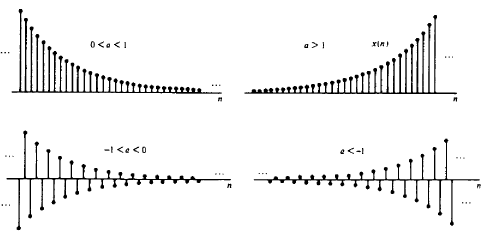 0 < a < 1
a > 1
x(n)
...
...
...
n
n
-1 < a < 0
a < -1
...
...
...
...
n
n